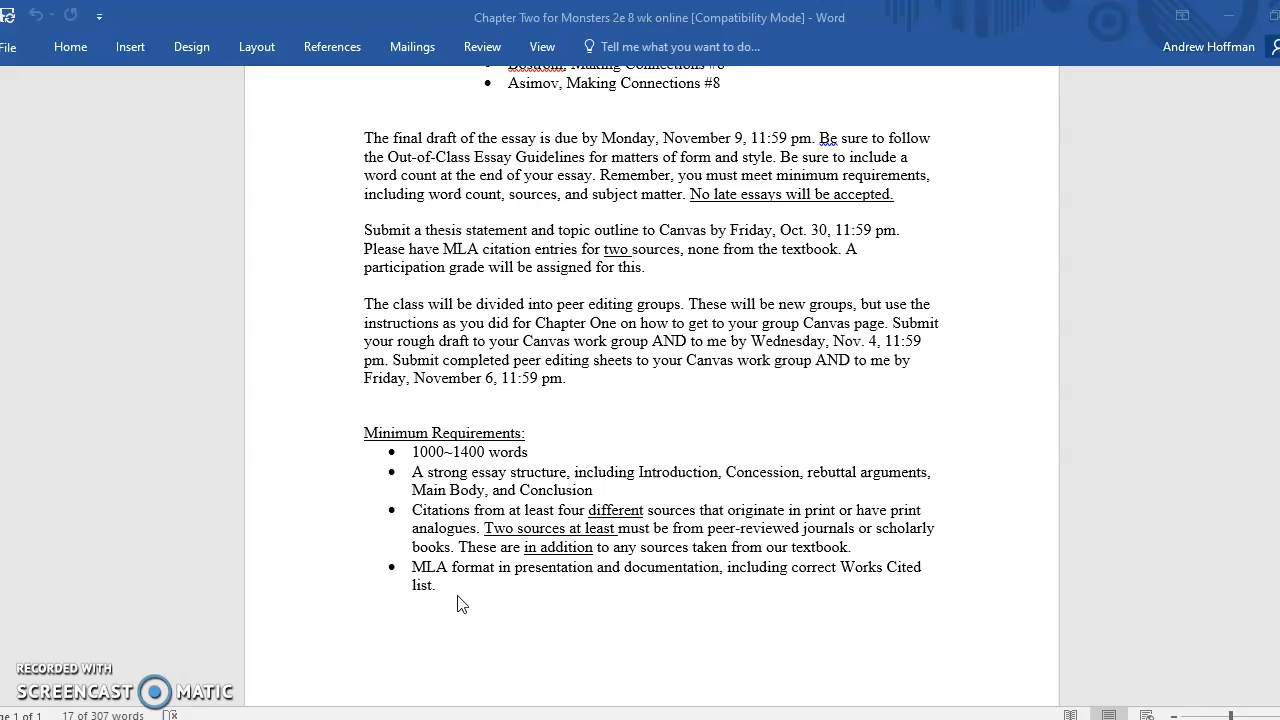 Chapter Two for Monsters 2e 8 wk online [Compatibility Mode] - Word
File Home Insert Design Layout References Mailings Review View Tell me what you want to do... Andrew Hoffman
Bostrom, Making Connections #6
• Asimov, Making Connections #8
The final draft of the essay is due by Monday, November 9, 11:59 pm. Be sure to follow
the Out-of-Class Essay Guidelines for matters of form and style. Be sure to include a
word count at the end of your essay. Remember, you must meet minimum requirements,
including word count, sources, and subject matter. No late essays will be accepted.
Submit a thesis statement and topic outline to Canvas by Friday, Oct. 30, 11:59 pm.
Please have MLA citation entries for two sources, none from the textbook. A
participation grade will be assigned for this.
The class will be divided into peer editing groups. These will be new groups, but use the
instructions as you did for Chapter One on how to get to your group Canvas page. Submit
your rough draft to your Canvas work group AND to me by Wednesday, Nov. 4, 11:59
pm. Submit completed peer editing sheets to your Canvas work group AND to me by
Friday, November 6, 11:59 pm.
Minimum Requirements:
• 1000~1400 words
• A strong essay structure, including Introduction, Concession, rebuttal arguments,
Main Body, and Conclusion
• Citations from at least four different sources that originate in print or have print
analogues. Two sources at least must be from peer-reviewed journals or scholarly
books. These are in addition to any sources taken from our textbook.
• MLA format in presentation and documentation, including correct Works Cited
list.
RECORDED WITH
SCREENCAST MATIC
ge 1 of 1 17 of 307 words